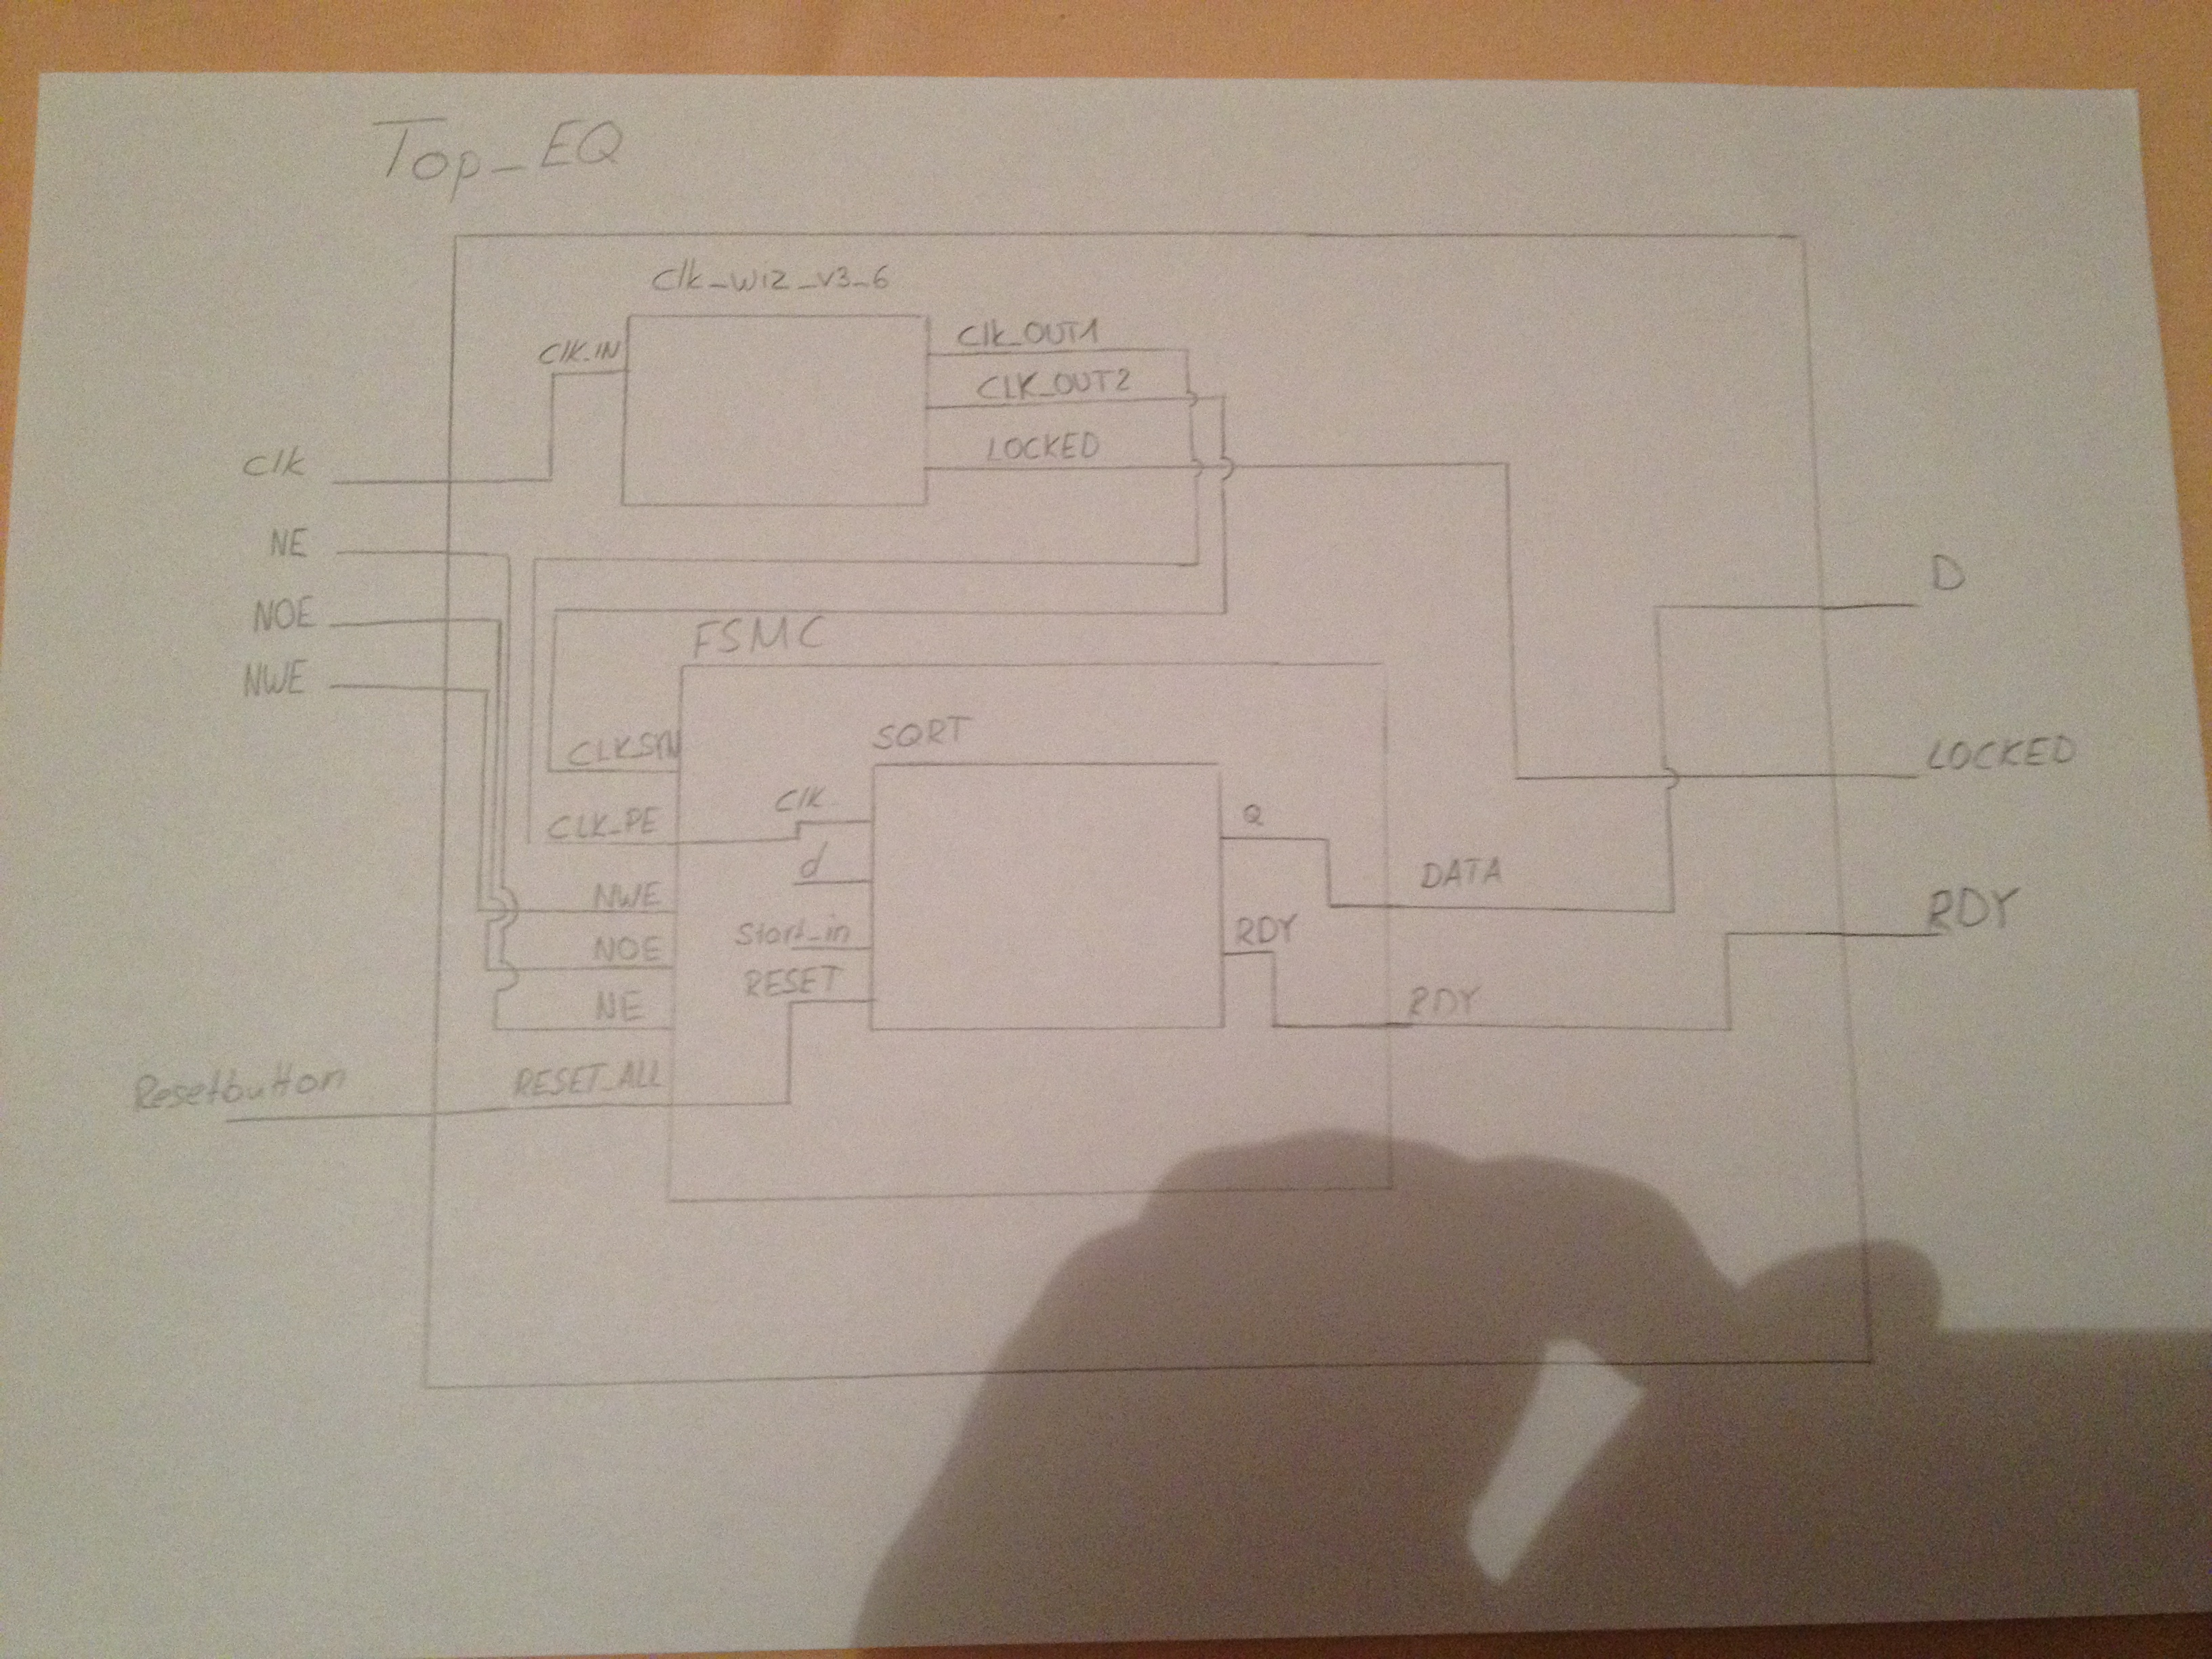 Top_EQ
Clk_wiz_v3_6
Clk_IN
Clk_OUT1
CLK_OUT2
LOCKED
Clk
NE
NOE
NWE
D
LOCKED
RDY
FSMC
CLKSYN
SQRT
CLK_PE
Clk
d
Start_in
RESET
Q
RDY
DATA
RDY
NWE
NOE
NE
RESET_ALL
Resetbutton